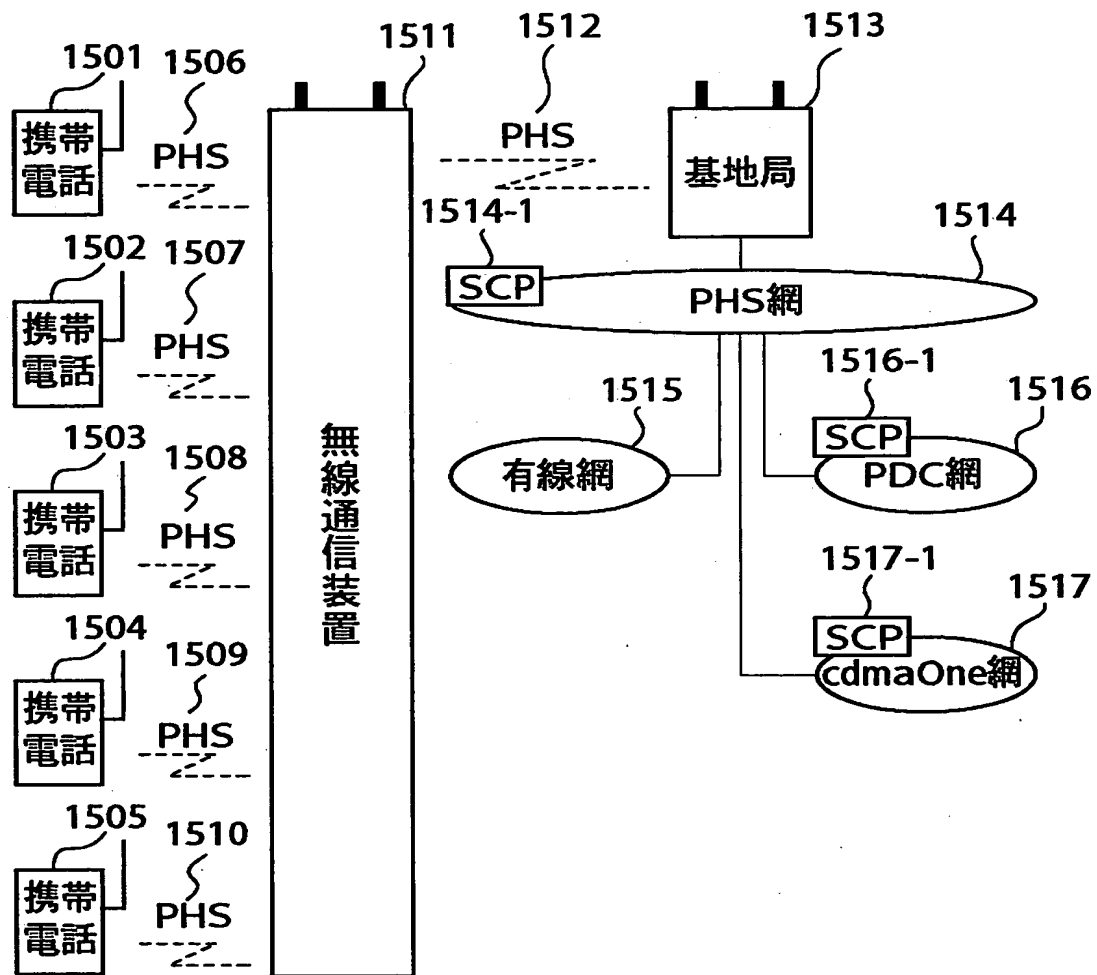 1501
1506
携帯
電話
PHS
1502
1507
携帯
電話
PHS
1503
1508
携帯
電話
PHS
1504
1509
携帯
電話
PHS
1505
1510
携帯
電話
PHS
1511
無線通信装置
1512
PHS
1513
基地局
1514-1
SCP
1514
PHS網
1515
有線網
1516-1
SCP
1516
PDC網
1517-1
SCP
1517
cdmaOne網